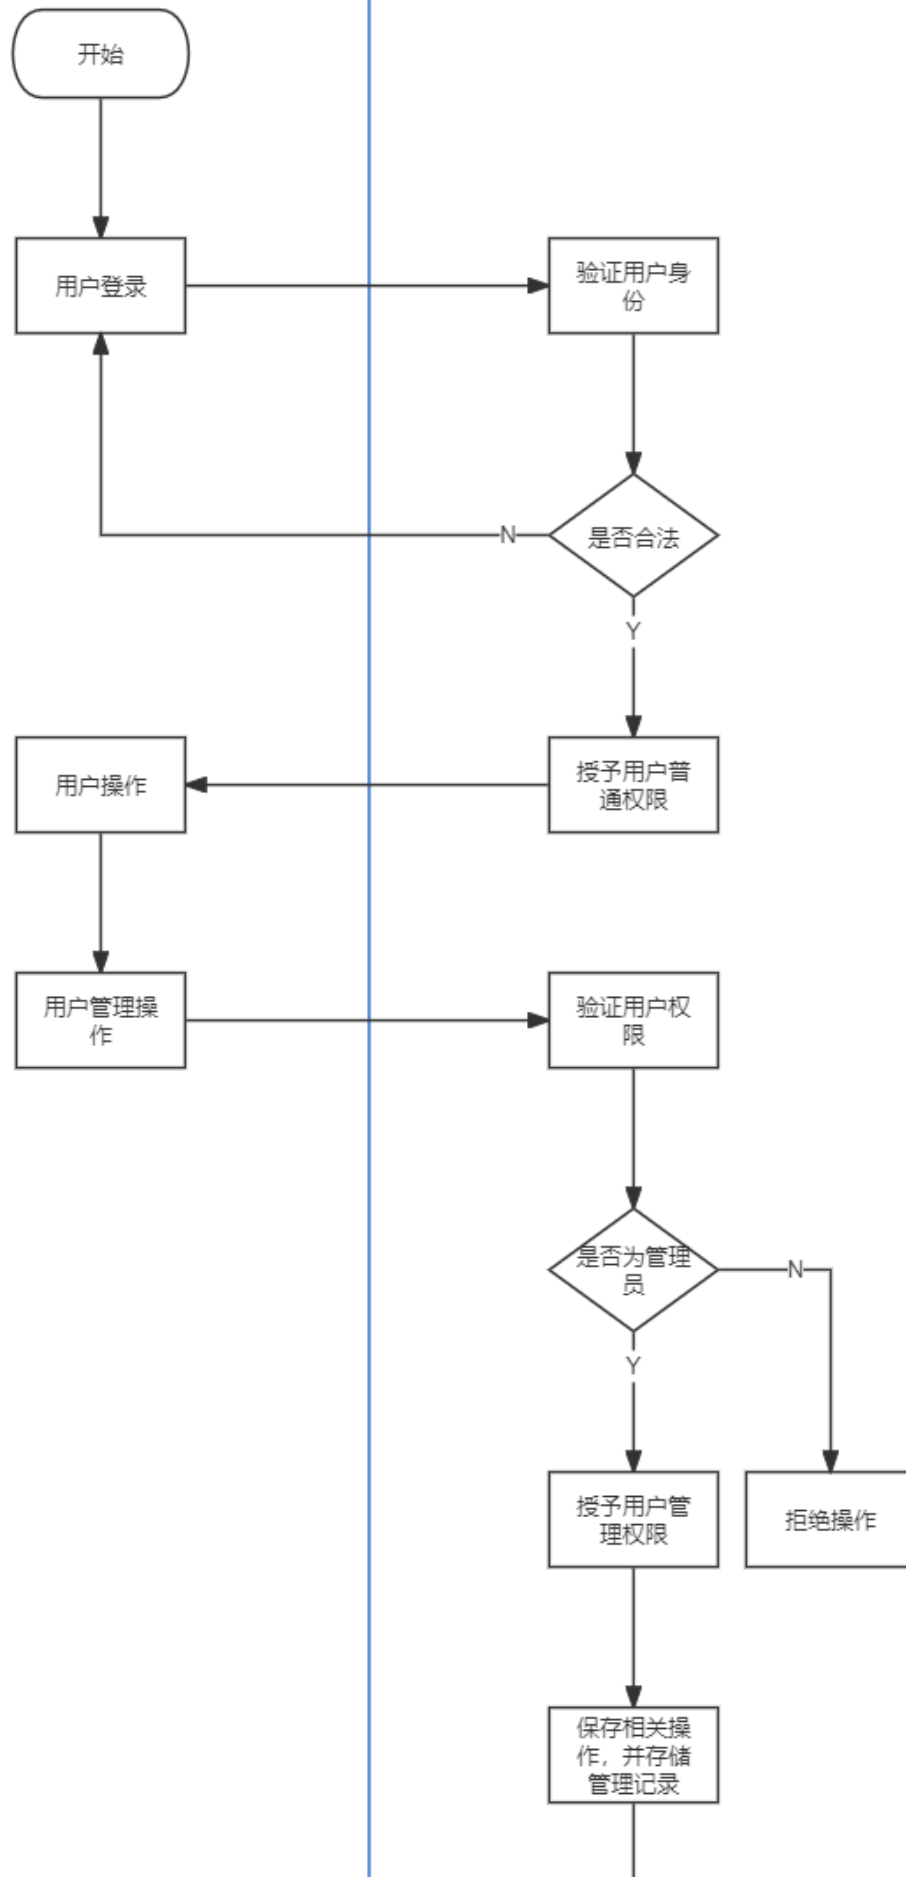 开始
用户登录
验证用户身
份
是否合法
N
Y
用户操作
授予用户普
通权限
用户管理操
作
验证用户权
限
是否为管理
员
N
Y
授予用户管
理权限
拒绝操作
保存相关操
作，并存储
管理记录